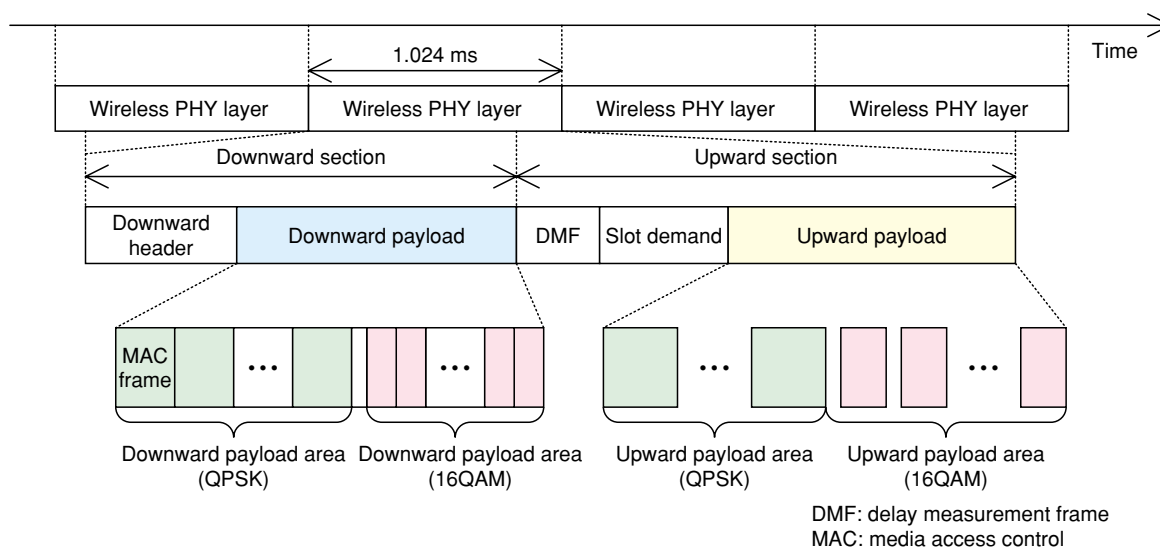 Time
1.024 ms
Wireless PHY layer Wireless PHY layer Wireless PHY layer Wireless PHY layer
Downward section Upward section
Downward
header
Downward payload DMF Slot demand Upward payload
MAC
frame
••• ••• ••• •••
Downward payload area
(QPSK)
Downward payload area
(16QAM)
Upward payload area
(QPSK)
Upward payload area
(16QAM)
DMF: delay measurement frame
MAC: media access control